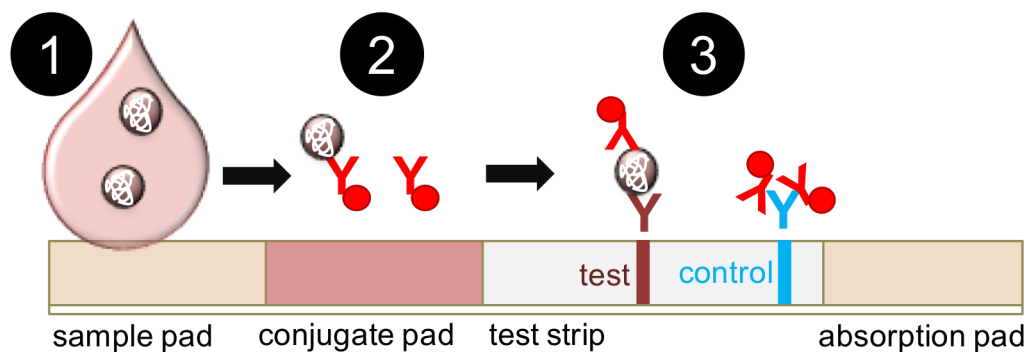 1
2
3
test
control
sample pad
conjugate pad
test strip
absorption pad